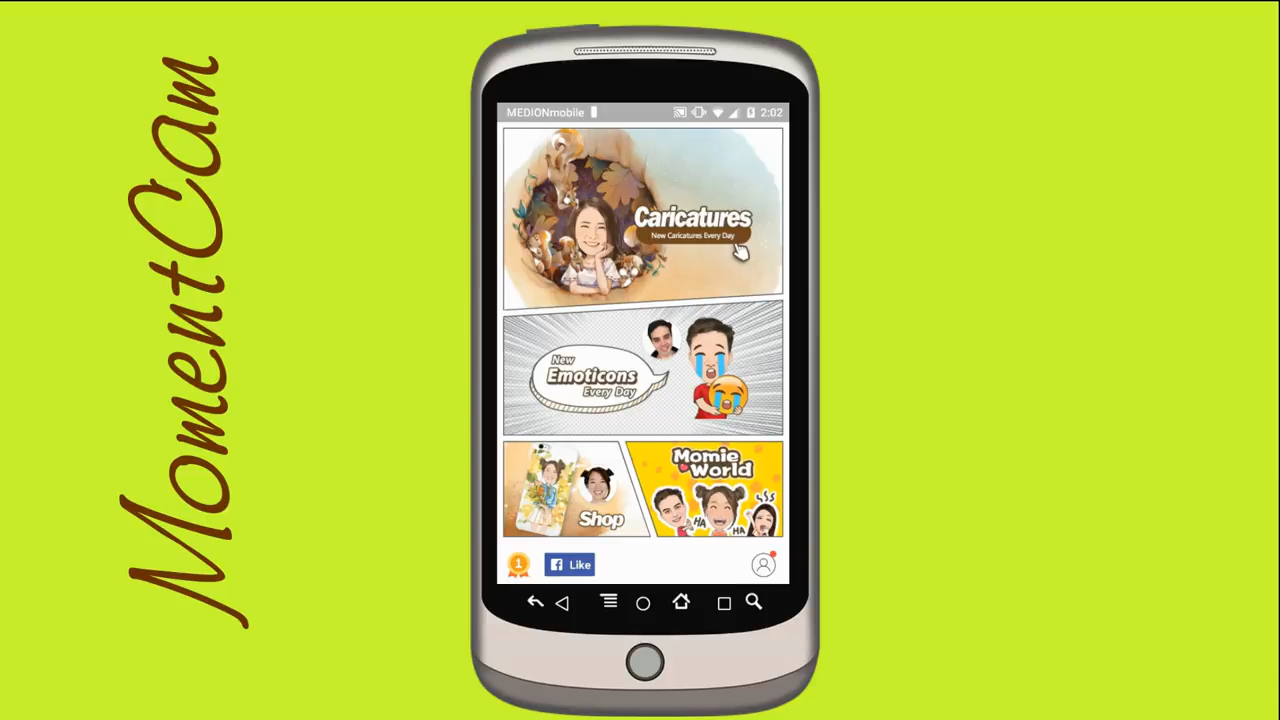 MomentCam
MEDIONmobile
2:02
Caricatures
New Caricatures Every Day
New
Emoticons
Every Day
Shop
Momie
World
HA
HA
1
Like